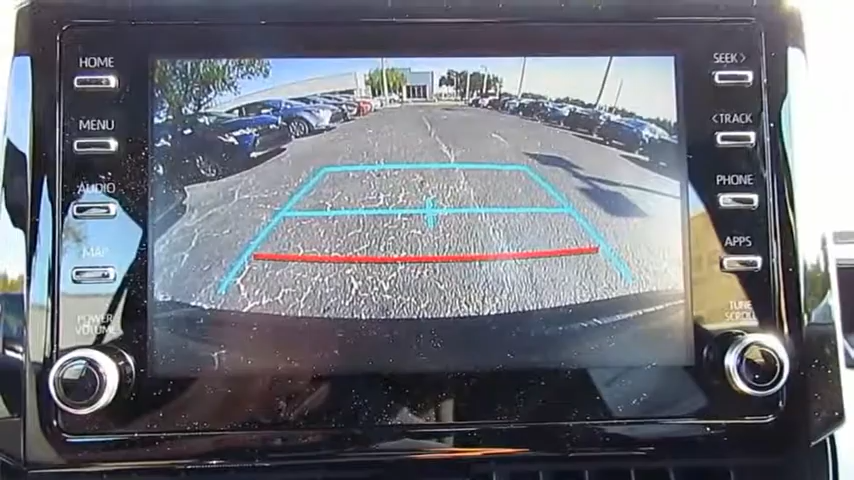 HOME
MENU
AUDIO
MAP
POWER
VOLUME
SEEK>
<TRACK
PHONE
APPS
TUNE
SCROLL